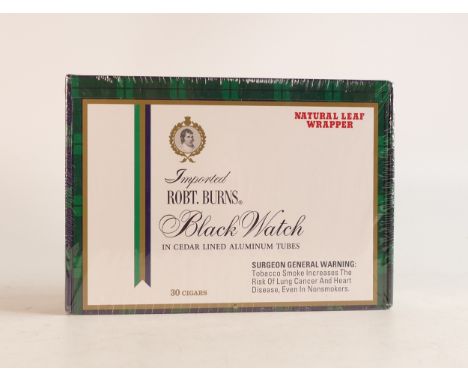 NATURAL LEAF
WRAPPER
Imported
ROBT. BURNS®
Black Watch
IN CEDAR LINED ALUMINUM TUBES
SURGEON GENERAL WARNING:
Tobacco Smoke Increases The
Risk Of Lung Cancer And Heart
Disease, Even In Nonsmokers.
30 CIGARS